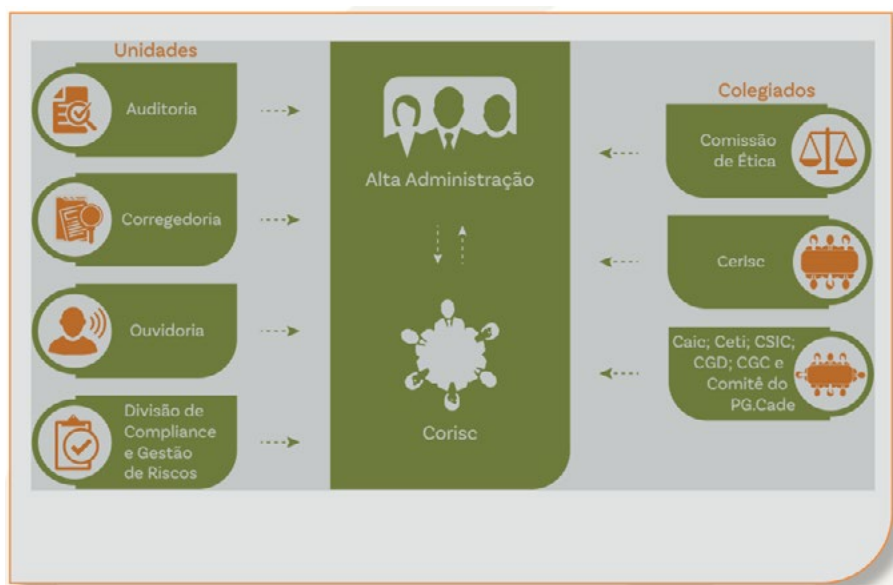 Unidades
Auditoria
Corregedoria
Ouvidoria
Divisão de
Compliance
e Gestão
de Riscos
Alta Administração
Corisc
Colegiados
Comissão
de Ética
Cerisc
Caic; Ceti; CSIC;
CGD; CGC e
Comitê do
PG.Cade